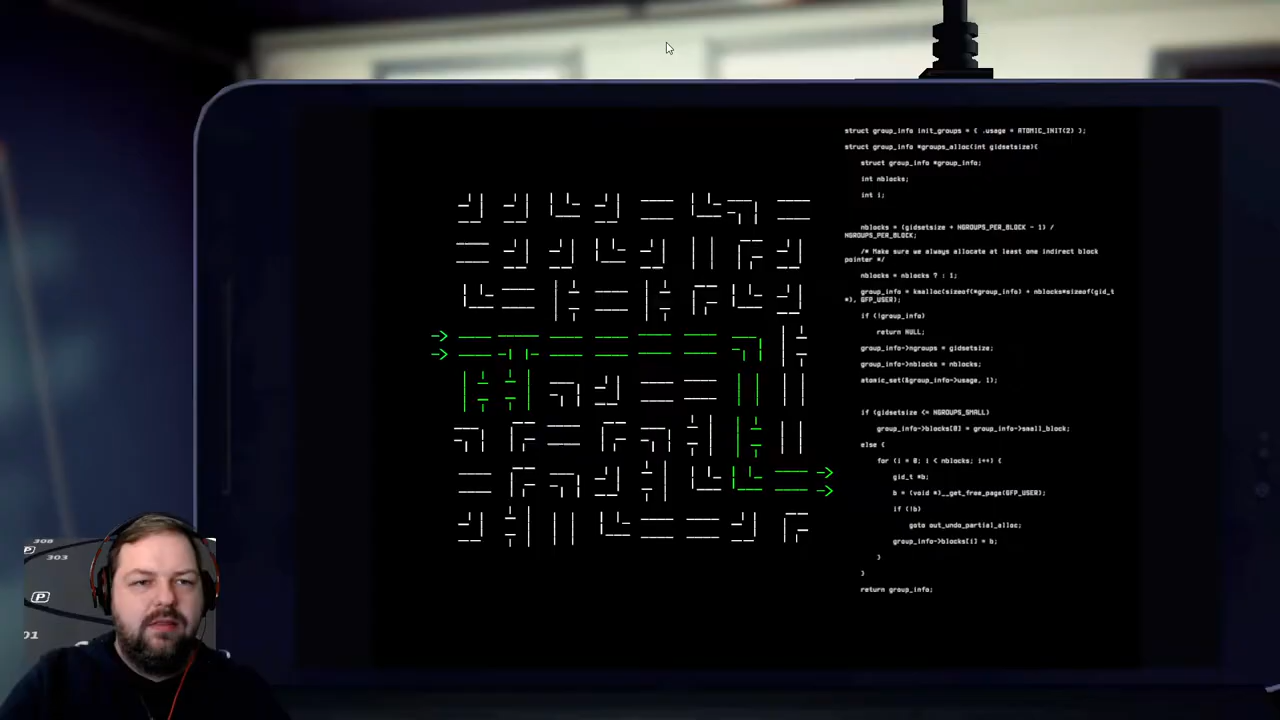 struct group_info init_groups = { .usage = ATOMIC_INIT(2) };
struct group_info *groups_alloc(int gidsetsize){
struct group_info *group_info;
int nblocks;
int i;
nblocks = (gidsetsize + NGROUPS_PER_BLOCK - 1) /
NGROUPS_PER_BLOCK;
/* Make sure we always allocate at least one indirect block
pointer */
nblocks = nblocks ? : 1;
group_info = kmalloc(sizeof(*group_info) + nblocks*sizeof(gid_t
*), GFP_USER);
if (!group_info)
return NULL;
group_info->ngroups = gidsetsize;
group_info->nblocks = nblocks;
atomic_set(&group_info->usage, 1);
if (gidsetsize <= NGROUPS_SMALL)
group_info->blocks[0] = group_info->small_block;
else {
for (i = 0; i < nblocks; i++) {
gid_t *b;
b = (void *)__get_free_page(GFP_USER);
if (!b)
goto out_undo_partial_alloc;
group_info->blocks[i] = b;
}
}
return group_info;
308
P 303
P
01